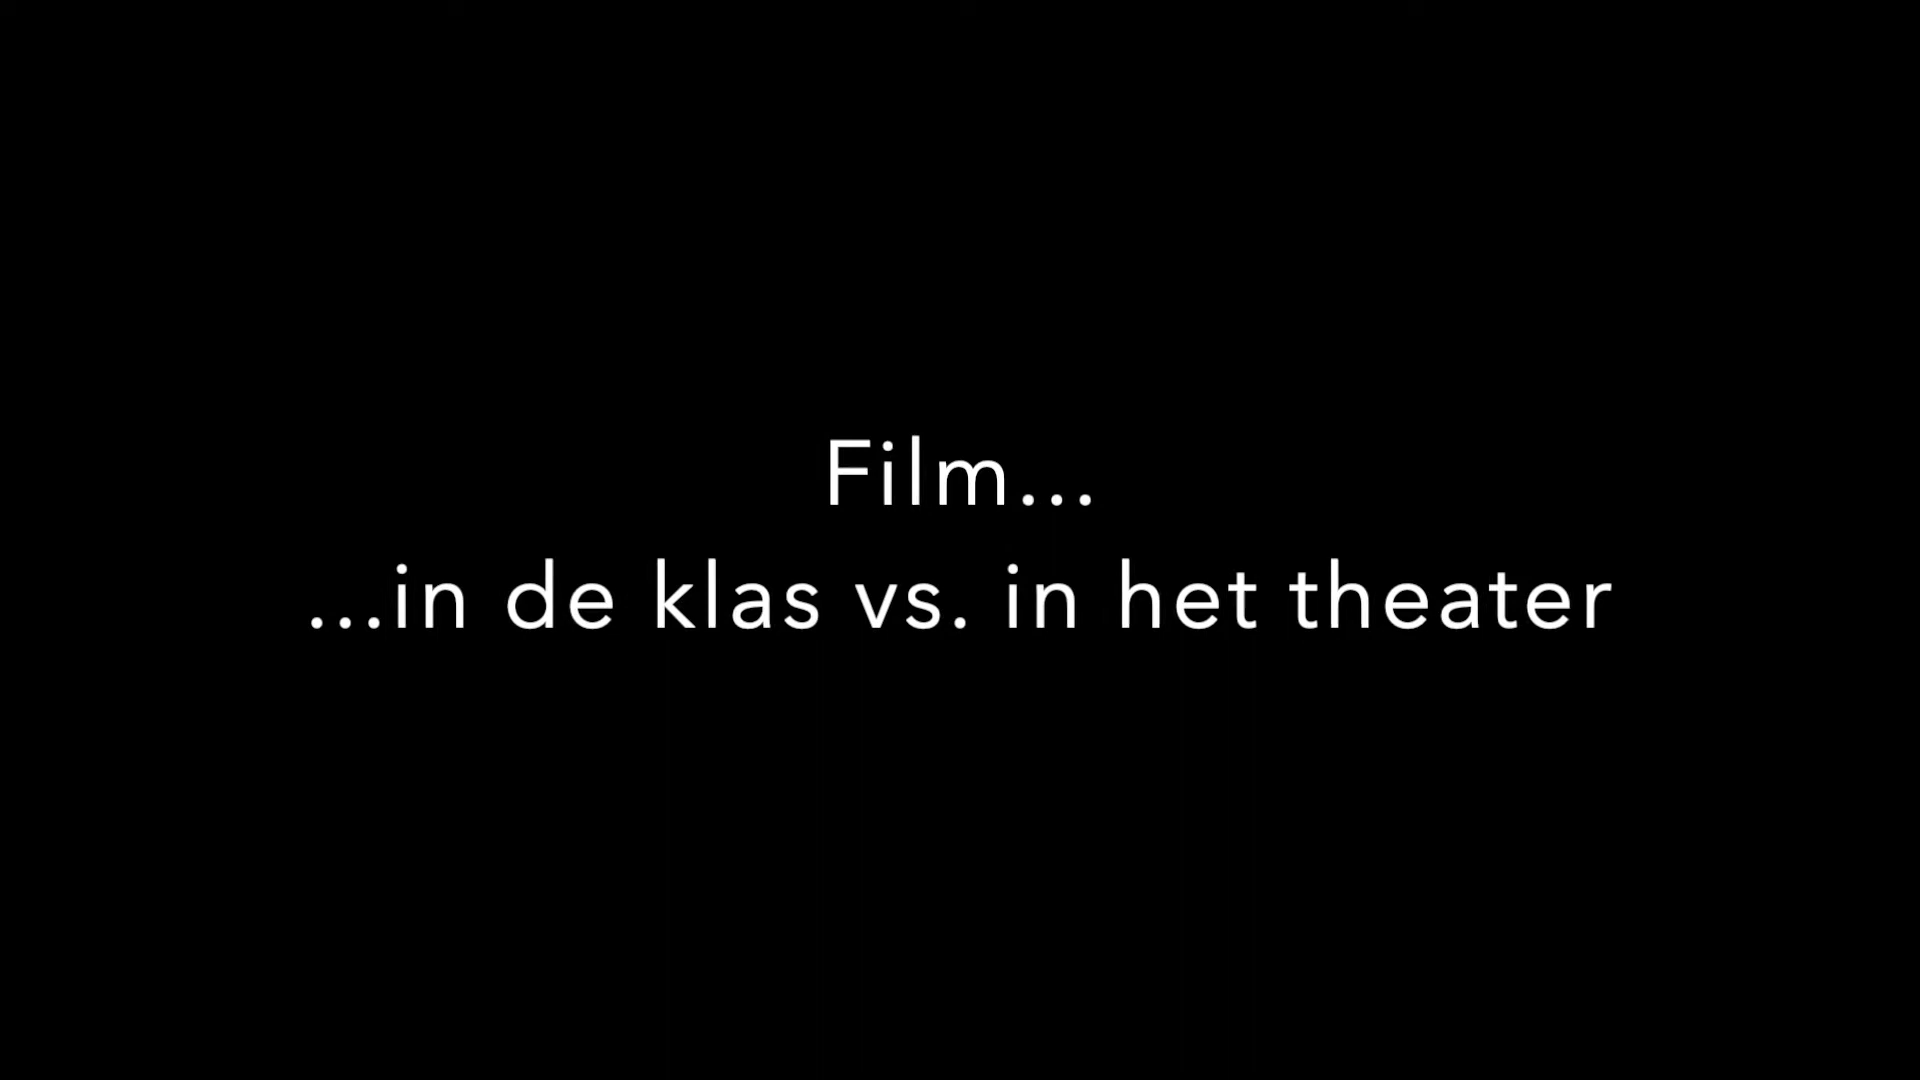 Film...
...in de klas vs. in het theater